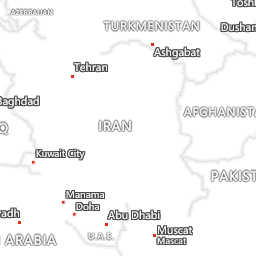 Tosh
AZERBAIJAN
TURKMENISTAN
Dushan
Ashgabat
Tehran
Baghdad
AFGHANISTA
IRAN
Q
Kuwait City
PAKIST
Manama
Doha
adh
Abu Dhabi
Muscat
Mascat
U.A.E.
I ARABIA